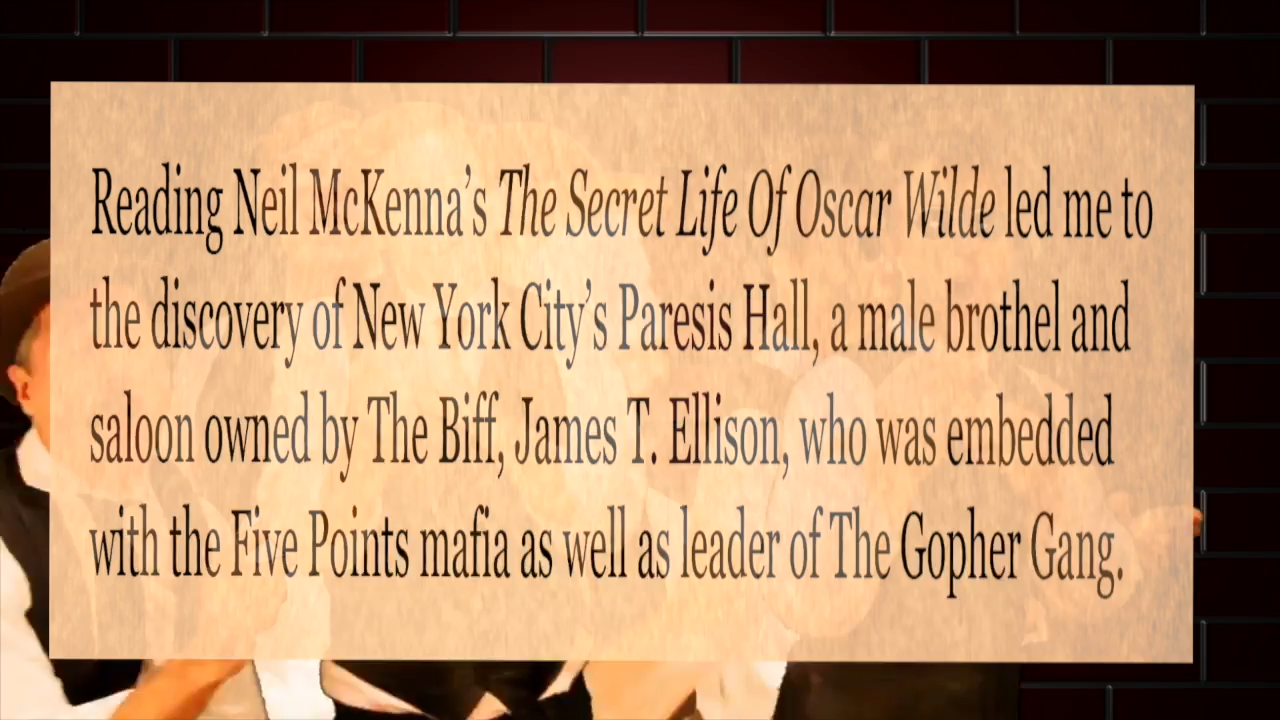 Reading Neil McKenna’s The Secret Life Of Oscar Wilde led me to
the discovery of New York City’s Paresis Hall, a male brothel and
saloon owned by The Biff, James T. Ellison, who was embedded
with the Five Points mafia as well as leader of The Gopher Gang.